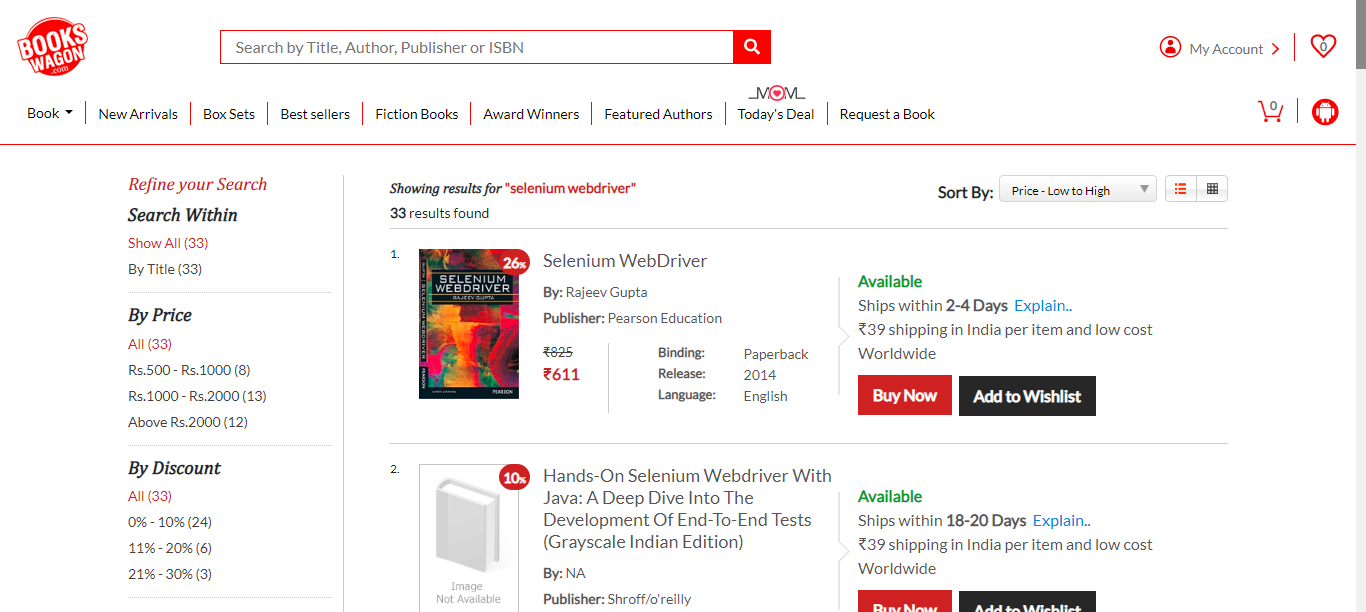 BOOKS
WAGON
.com
Search by Title, Author, Publisher or ISBN
My Account
0
Book
New Arrivals
Box Sets
Best sellers
Fiction Books
Award Winners
Featured Authors
MOM
Today's Deal
Request a Book
0
Refine your Search
Search Within
Show All (33)
By Title (33)
By Price
All (33)
Rs.500 - Rs.1000 (8)
Rs.1000 - Rs.2000 (13)
Above Rs.2000 (12)
By Discount
All (33)
0% - 10% (24)
11% - 20% (6)
21% - 30% (3)
Showing results for "selenium webdriver"
33 results found
Sort By:
Price - Low to High
1.
26%
SELENIUM
WEBDRIVER
RAJEEV GUPTA
SELENIUM WEBDRIVER
PEARSON
PEARSON
Selenium WebDriver
By: Rajeev Gupta
Publisher: Pearson Education
₹825
₹611
Binding: Paperback
Release: 2014
Language: English
Available
Ships within 2-4 Days Explain..
₹39 shipping in India per item and low cost
Worldwide
Buy Now
Add to Wishlist
2.
10%
Image
Not Available
Hands-On Selenium Webdriver With
Java: A Deep Dive Into The
Development Of End-To-End Tests
(Grayscale Indian Edition)
By: NA
Publisher: Shroff/o'reilly
Available
Ships within 18-20 Days Explain..
₹39 shipping in India per item and low cost
Worldwide
Buy Now
Add to Wishlist